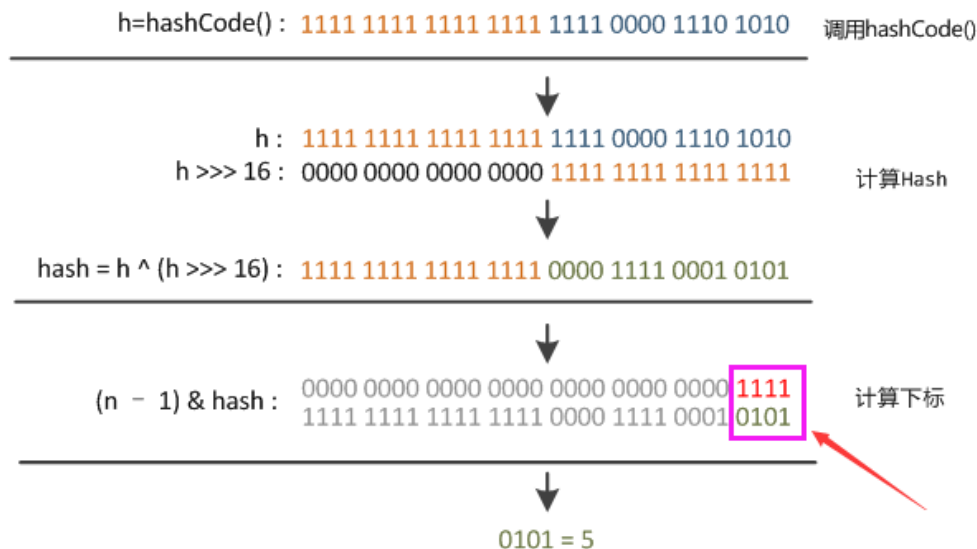 h=hashCode() : 1111 1111 1111 1111 1111 0000 1110 1010 调用hashCode()
h : 1111 1111 1111 1111 1111 0000 1110 1010
h >>> 16 : 0000 0000 0000 0000 1111 1111 1111 1111
计算Hash
hash = h ^ (h >>> 16) : 1111 1111 1111 1111 0000 1111 0001 0101
0000 0000 0000 0000 0000 0000 0000 1111
(n － 1) & hash : 1111 1111 1111 1111 0000 1111 0001 0101
计算下标
0101 = 5